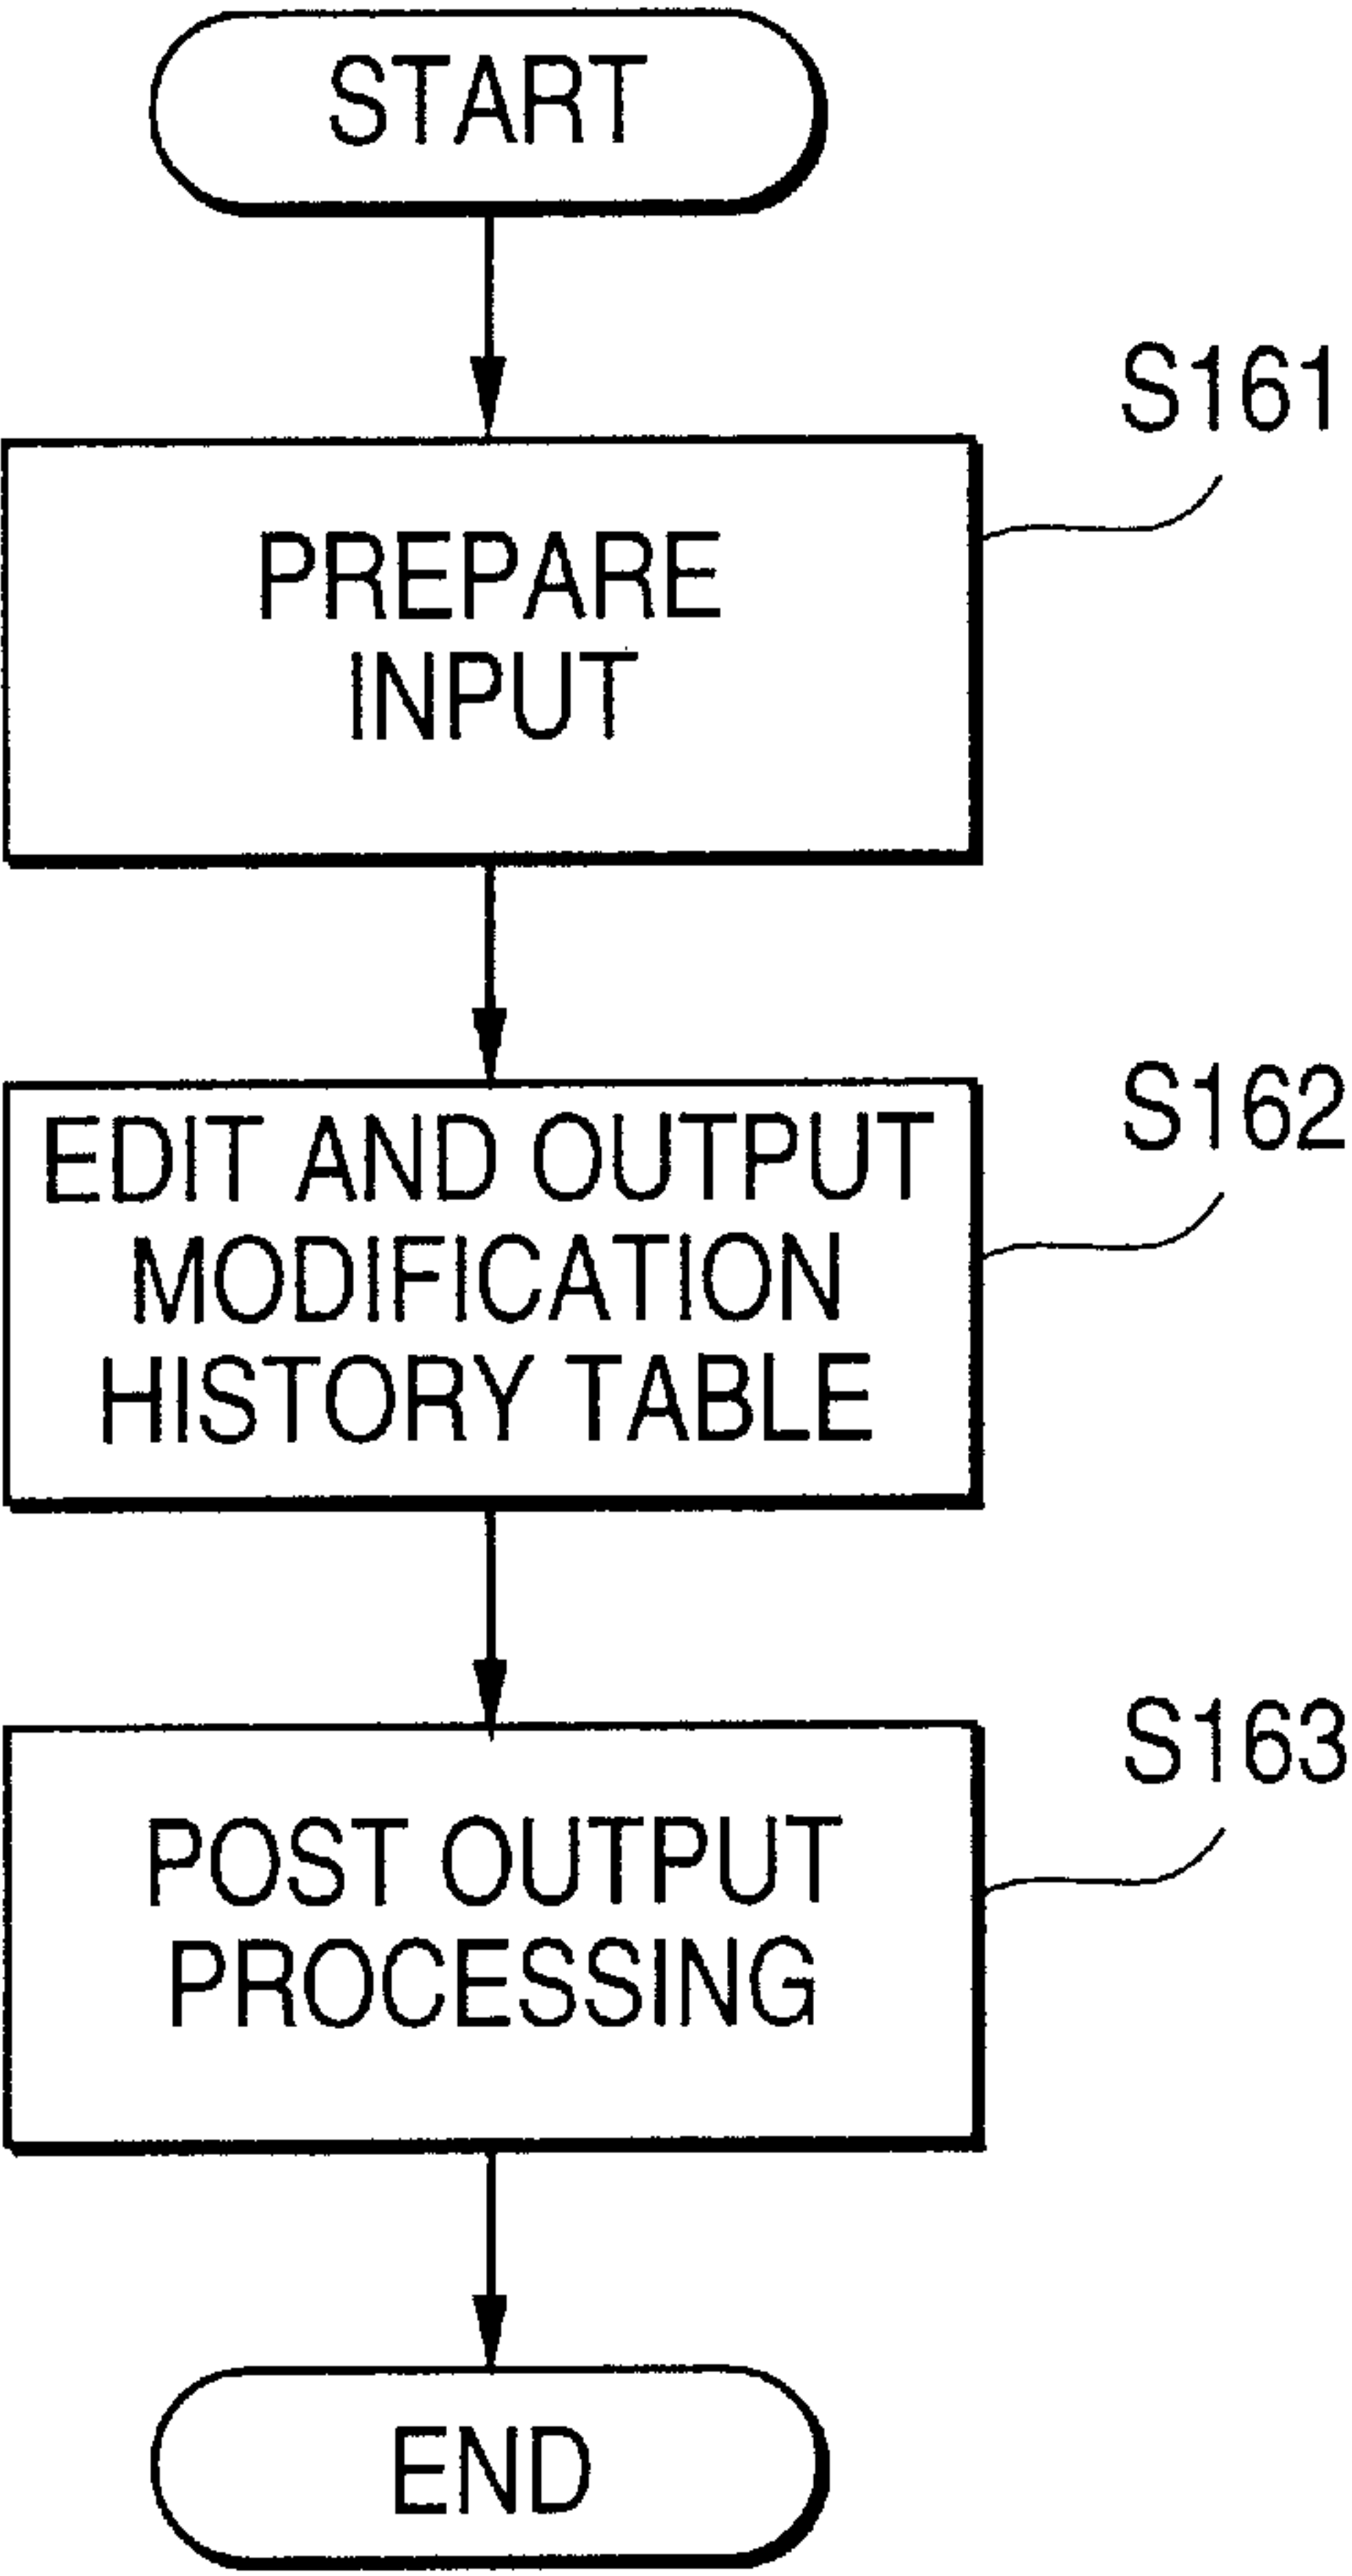 START
S161
PREPARE
INPUT
S162
EDIT AND OUTPUT
MODIFICATION
HISTORY TABLE
S163
POST OUTPUT
PROCESSING
END